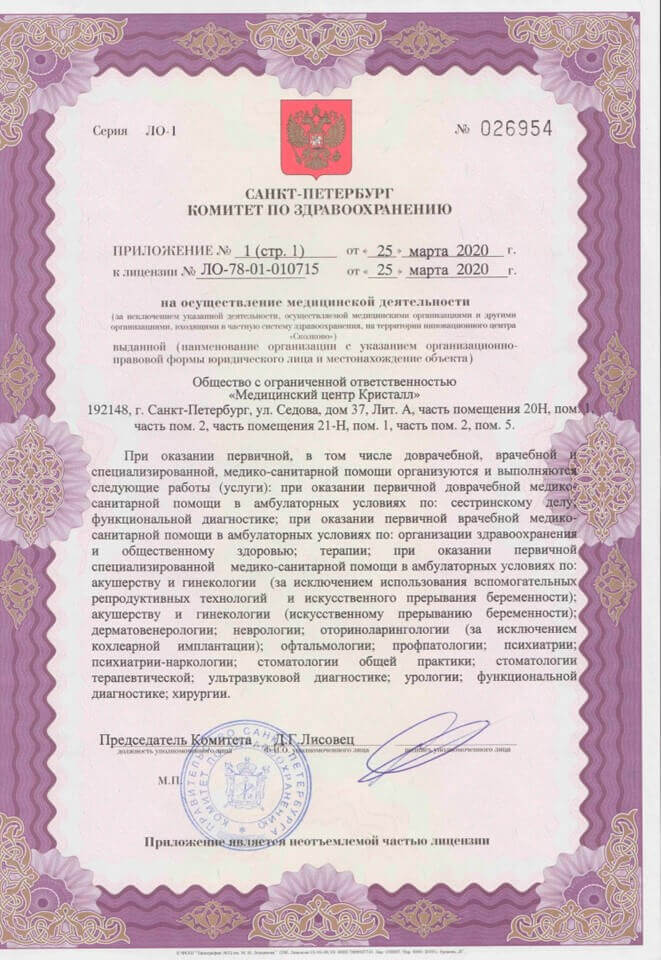 Серия ЛО-1
№ 026954
САНКТ-ПЕТЕРБУРГ
КОМИТЕТ ПО ЗДРАВООХРАНЕНИЮ
ПРИЛОЖЕНИЕ № 1 (стр. 1) от « 25 » марта 2020 г.
к лицензии № ЛО-78-01-010715 от « 25 » марта 2020 г.
на осуществление медицинской деятельности
(за исключением указанной деятельности, осуществляемой медицинскими организациями и другими
организациями, входящими в частную систему здравоохранения, на территории инновационного центра
«Сколково»)
выданной (наименование организации с указанием организационно-
правовой формы юридического лица и местонахождение объекта)
Общество с ограниченной ответственностью
«Медицинский центр Кристалл»
192148, г. Санкт-Петербург, ул. Седова, дом 37, Лит. А, часть помещения 20Н, пом. 1,
часть пом. 2, часть помещения 21-Н, пом. 1, часть пом. 2, пом. 5.
При оказании первичной, в том числе доврачебной, врачебной и
специализированной, медико-санитарной помощи организуются и выполняются
следующие работы (услуги): при оказании первичной доврачебной медико-
санитарной помощи в амбулаторных условиях по: сестринскому делу;
функциональной диагностике; при оказании первичной врачебной медико-
санитарной помощи в амбулаторных условиях по: организации здравоохранения
и общественному здоровью; терапии; при оказании первичной
специализированной медико-санитарной помощи в амбулаторных условиях по:
акушерству и гинекологии (за исключением использования вспомогательных
репродуктивных технологий и искусственного прерывания беременности);
акушерству и гинекологии (искусственному прерыванию беременности);
дерматовенерологии; неврологии; оториноларингологии (за исключением
кохлеарной имплантации); офтальмологии; профпатологии; психиатрии;
психиатрии-наркологии; стоматологии общей практики; стоматологии
терапевтической; ультразвуковой диагностике; урологии; функциональной
диагностике; хирургии.
Председатель Комитета Д.Г.Лисовец
должность уполномоченного лица Ф.И.О. уполномоченного лица подпись уполномоченного лица
М.П.
ПРАВИТЕЛЬСТВО САНКТ-ПЕТЕРБУРГА
КОМИТЕТ ПО ЗДРАВООХРАНЕНИЮ
Приложение является неотъемлемой частью лицензии